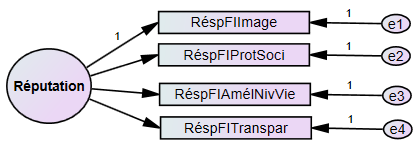 1
RéspFIImage
1
e1
RéspFIProtSoci
1
e2
Réputation
RéspFIAmélNivVie
1
e3
RéspFITranspar
1
e4